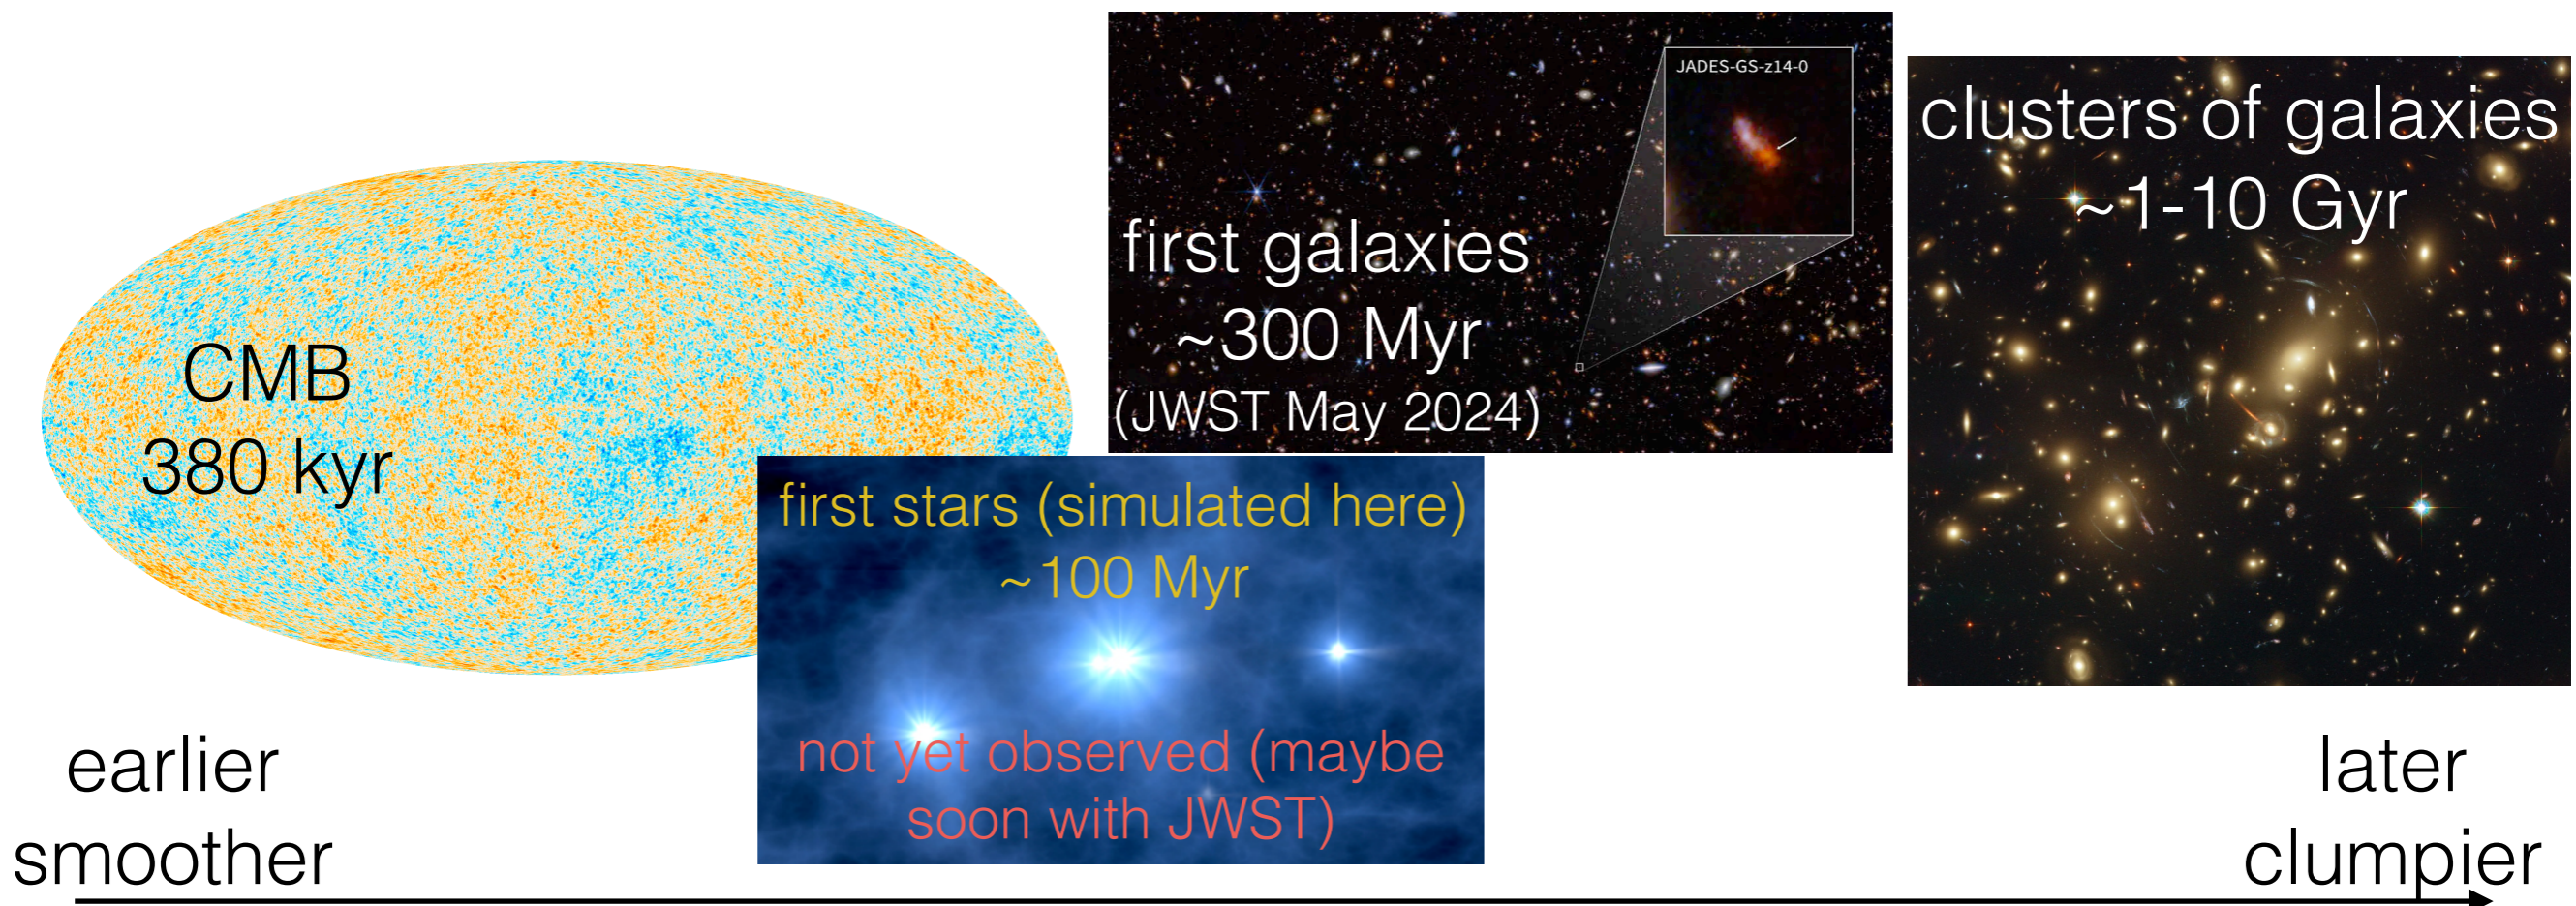 CMB
380 kyr
first stars (simulated here)
~100 Myr
not yet observed (maybe
soon with JWST)
JADES-GS-z14-0
first galaxies
~300 Myr
(JWST May 2024)
clusters of galaxies
~1-10 Gyr
earlier
smoother
later
clumpier